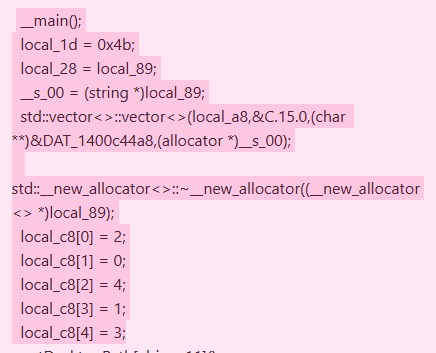 __main();
local_1d = 0x4b;
local_28 = local_89;
__s_00 = (string *)local_89;
std::vector<>::vector<>(local_a8,&C.15.0,(char
**)&DAT_1400c44a8,(allocator *)__s_00);
std::__new_allocator<>::~__new_allocator((__new_allocator
<> *)local_89);
local_c8[0] = 2;
local_c8[1] = 0;
local_c8[2] = 4;
local_c8[3] = 1;
local_c8[4] = 3;